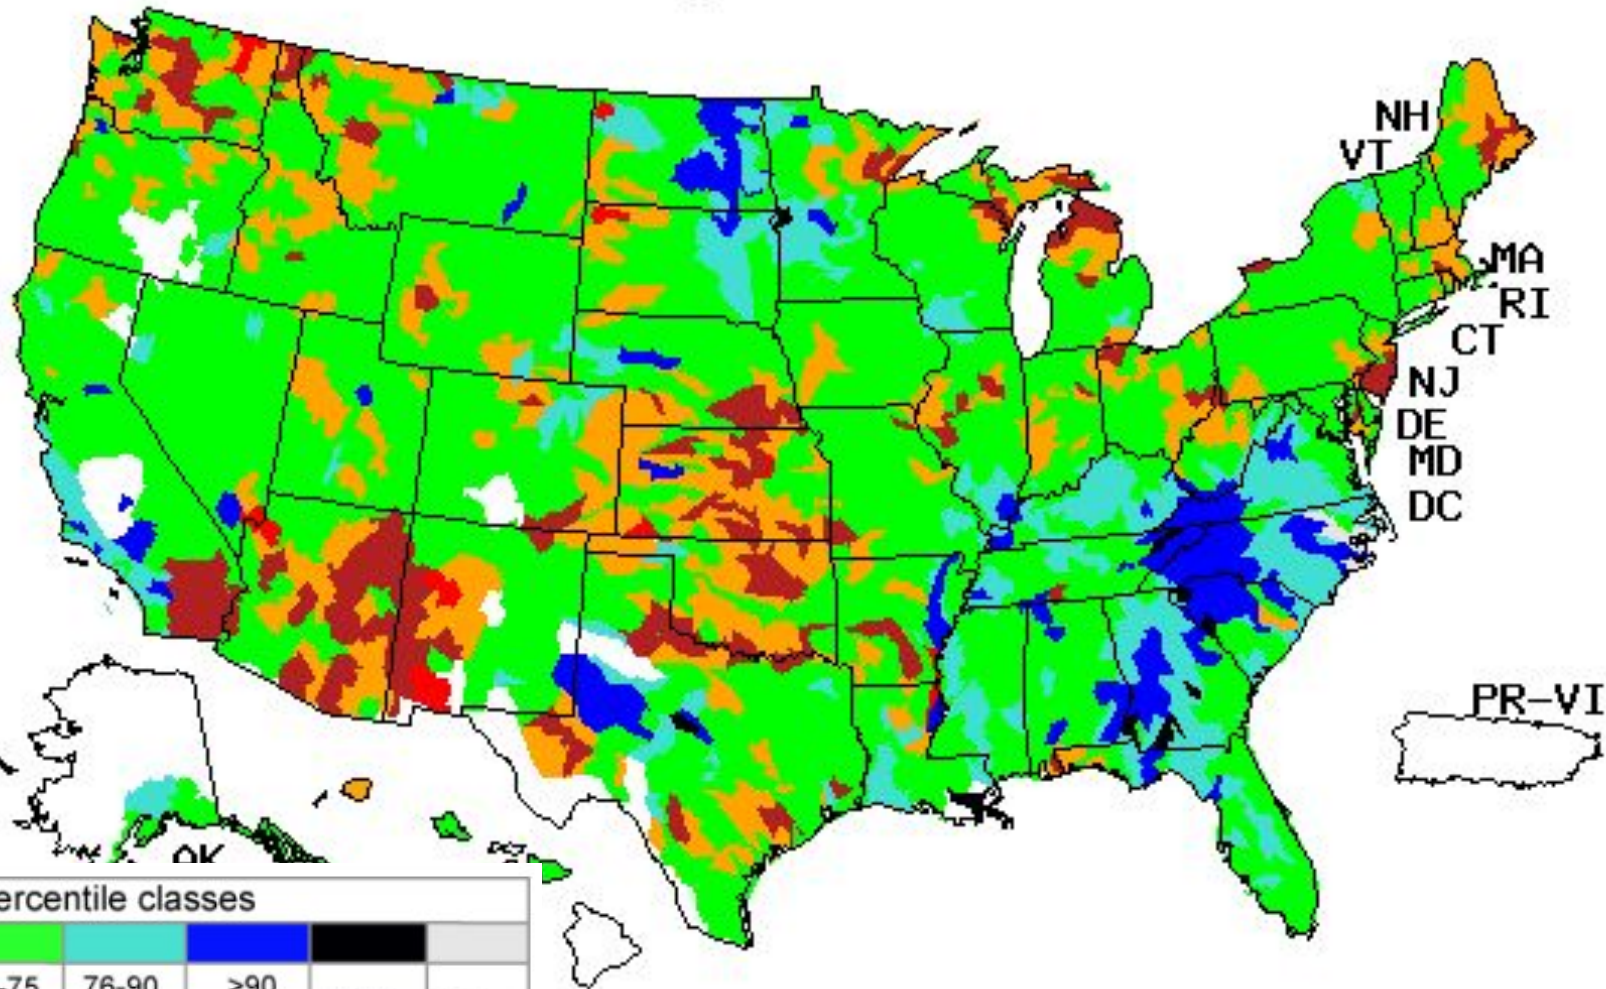 NH
VT
MA
RI
CT
NJ
DE
MD
DC
PR-VI
AK
ercentile classes
-75 76-90 >90